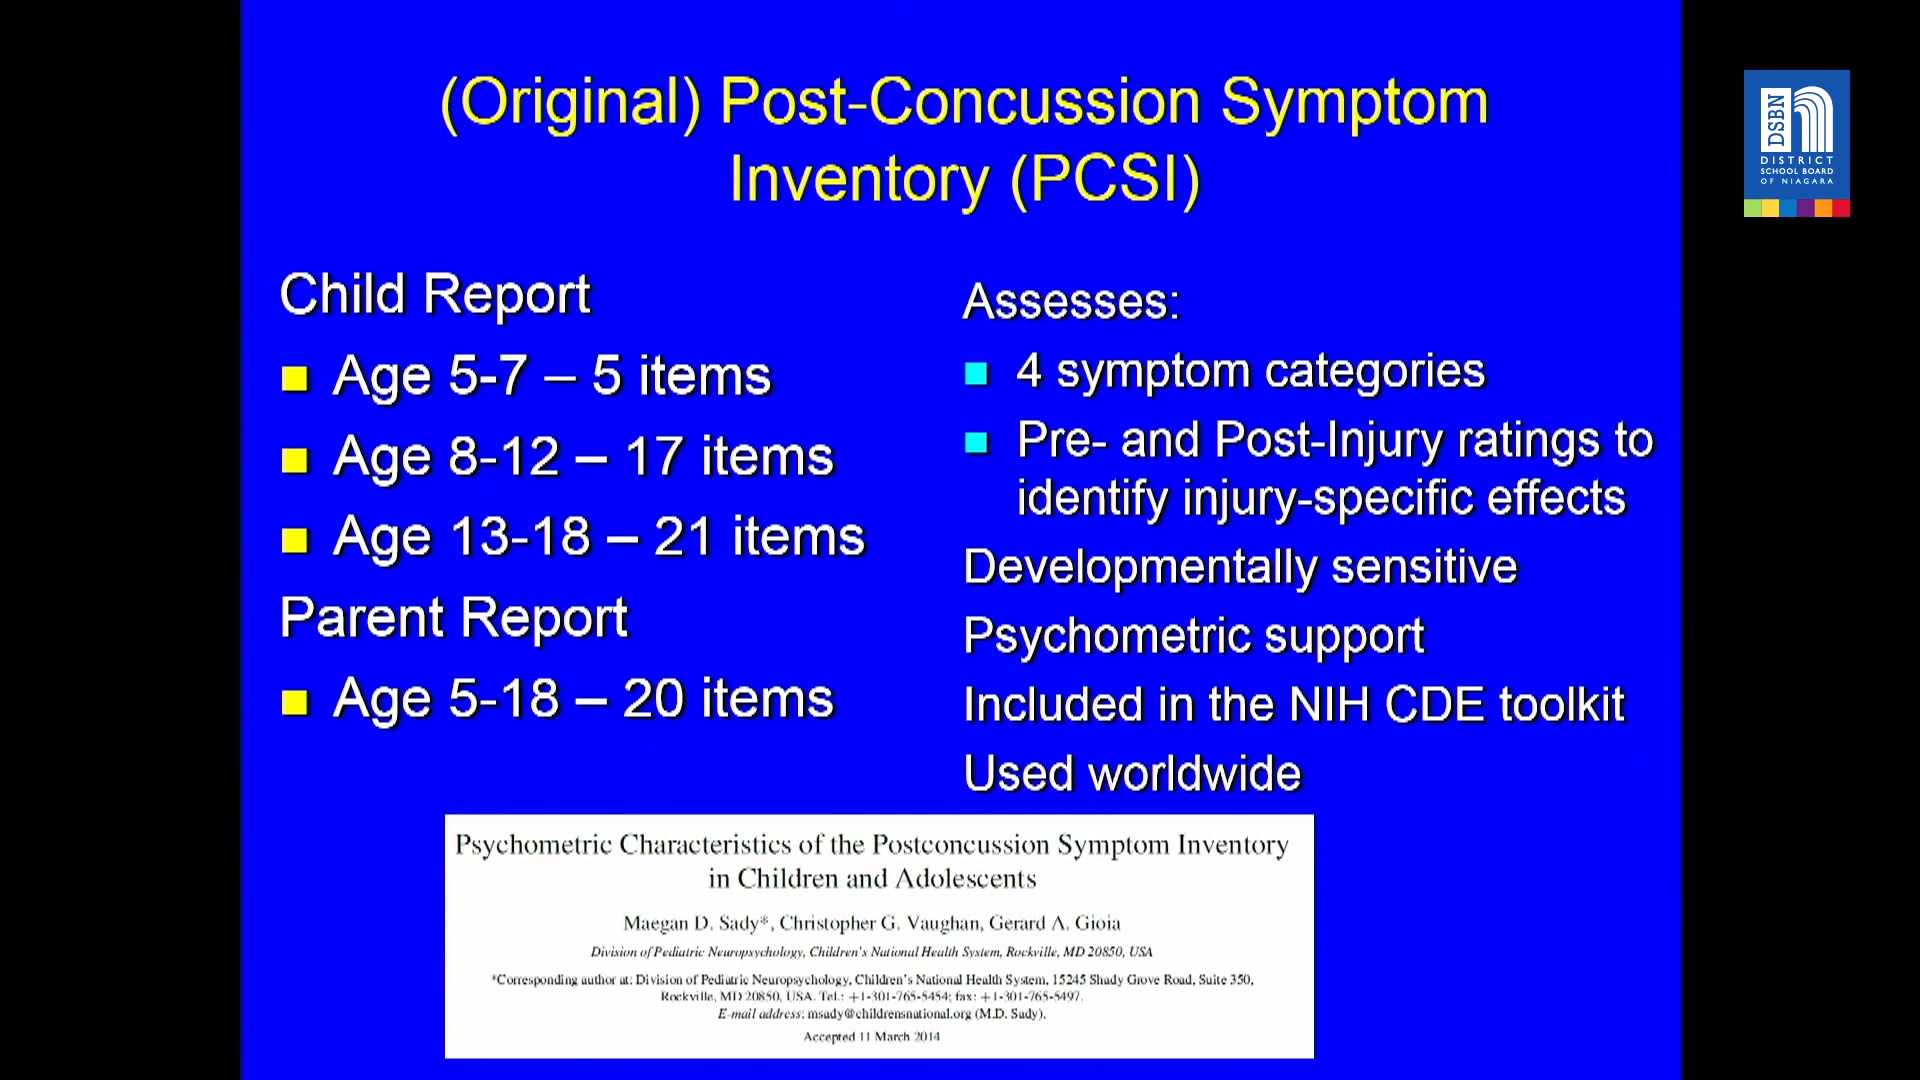 (Original) Post-Concussion Symptom
Inventory (PCSI)
Child Report
Age 5-7 – 5 items
Age 8-12 – 17 items
Age 13-18 – 21 items
Parent Report
Age 5-18 – 20 items
Assesses:
4 symptom categories
Pre- and Post-Injury ratings to
identify injury-specific effects
Developmentally sensitive
Psychometric support
Included in the NIH CDE toolkit
Used worldwide
Psychometric Characteristics of the Postconcussion Symptom Inventory
in Children and Adolescents
Maegan D. Sady*, Christopher G. Vaughan, Gerard A. Gioia
Division of Pediatric Neuropsychology, Children's National Health System, Rockville, MD 20850, USA
*Corresponding author at: Division of Pediatric Neuropsychology, Children's National Health System, 15245 Shady Grove Road, Suite 350,
Rockville, MD 20850, USA. Tel.: +1-301-765-5454; fax: +1-301-765-5497.
E-mail address: msady@childrensnational.org (M.D. Sady).
Accepted 11 March 2014
DSBN
DISTRICT
SCHOOL BOARD
OF NIAGARA